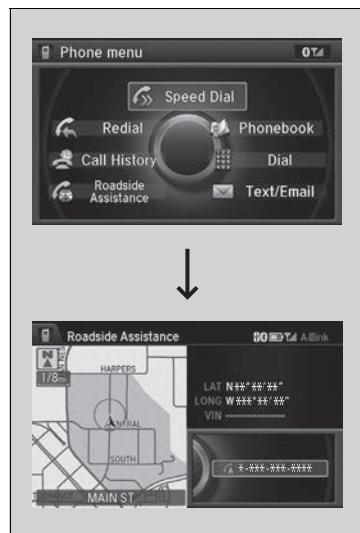 Phone menu
Speed Dial
Redial
Phonebook
Call History
Dial
Roadside
Assistance
Text/Email
Roadside Assistance
N
1/8mi
HARPERS
LAT N**°**'**"
LONG W***°**'**"
VIN -----------------
SOUTH
*-***-***-****
MAIN ST